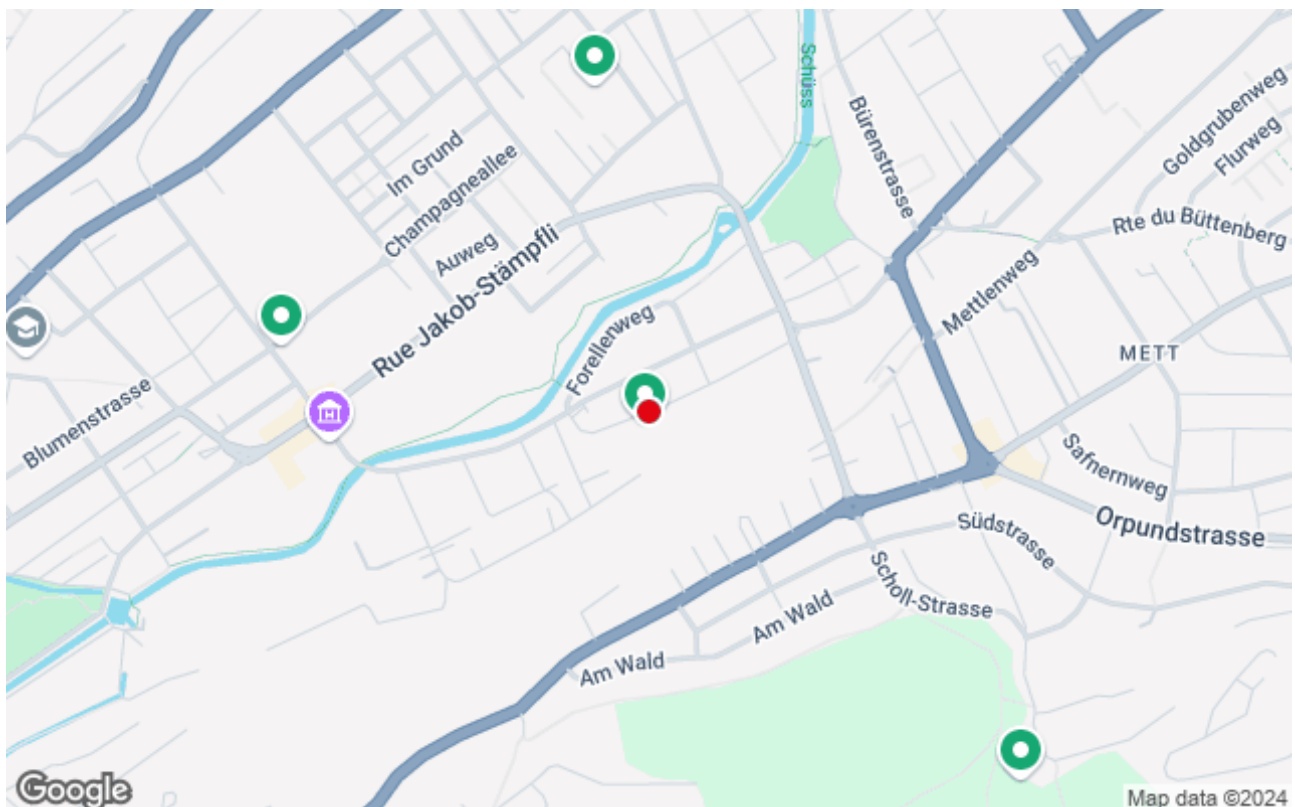 Schüss
Bürenstrasse
Goldgrubenweg
Flurweg
Im Grund
Champagneallee
Auweg
Rte du Büttenberg
Rue Jakob-Stämpfli
Mettlenweg
Forellenweg
METT
Blumenstrasse
Safnernweg
Orpundstrasse
Südstrasse
Scholl-Strasse
Am Wald
Am Wald
H
Google
Map data ©2024